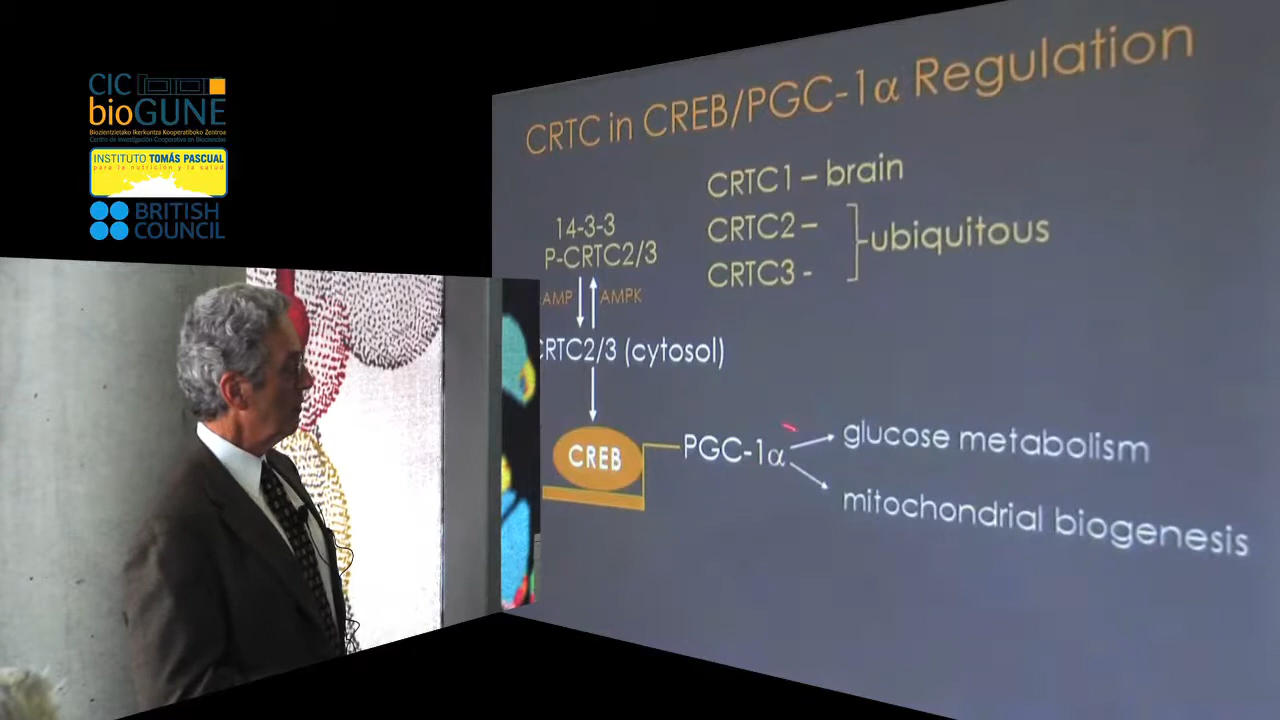 CIC
bioGUNE
Biozientzietako Ikerkuntza Kooperatiboko Zentroa
Centro de Investigación Cooperativa en Biociencias
INSTITUTO TOMÁS PASCUAL
para la nutrición y la salud
BRITISH
COUNCIL
CRTC in CREB/PGC-1α Regulation
CRTC1 – brain
CRTC2 –
CRTC3 -
ubiquitous
14-3-3
P-CRTC2/3
AMP
AMPK
CRTC2/3 (cytosol)
CREB
PGC-1α
glucose metabolism
mitochondrial biogenesis